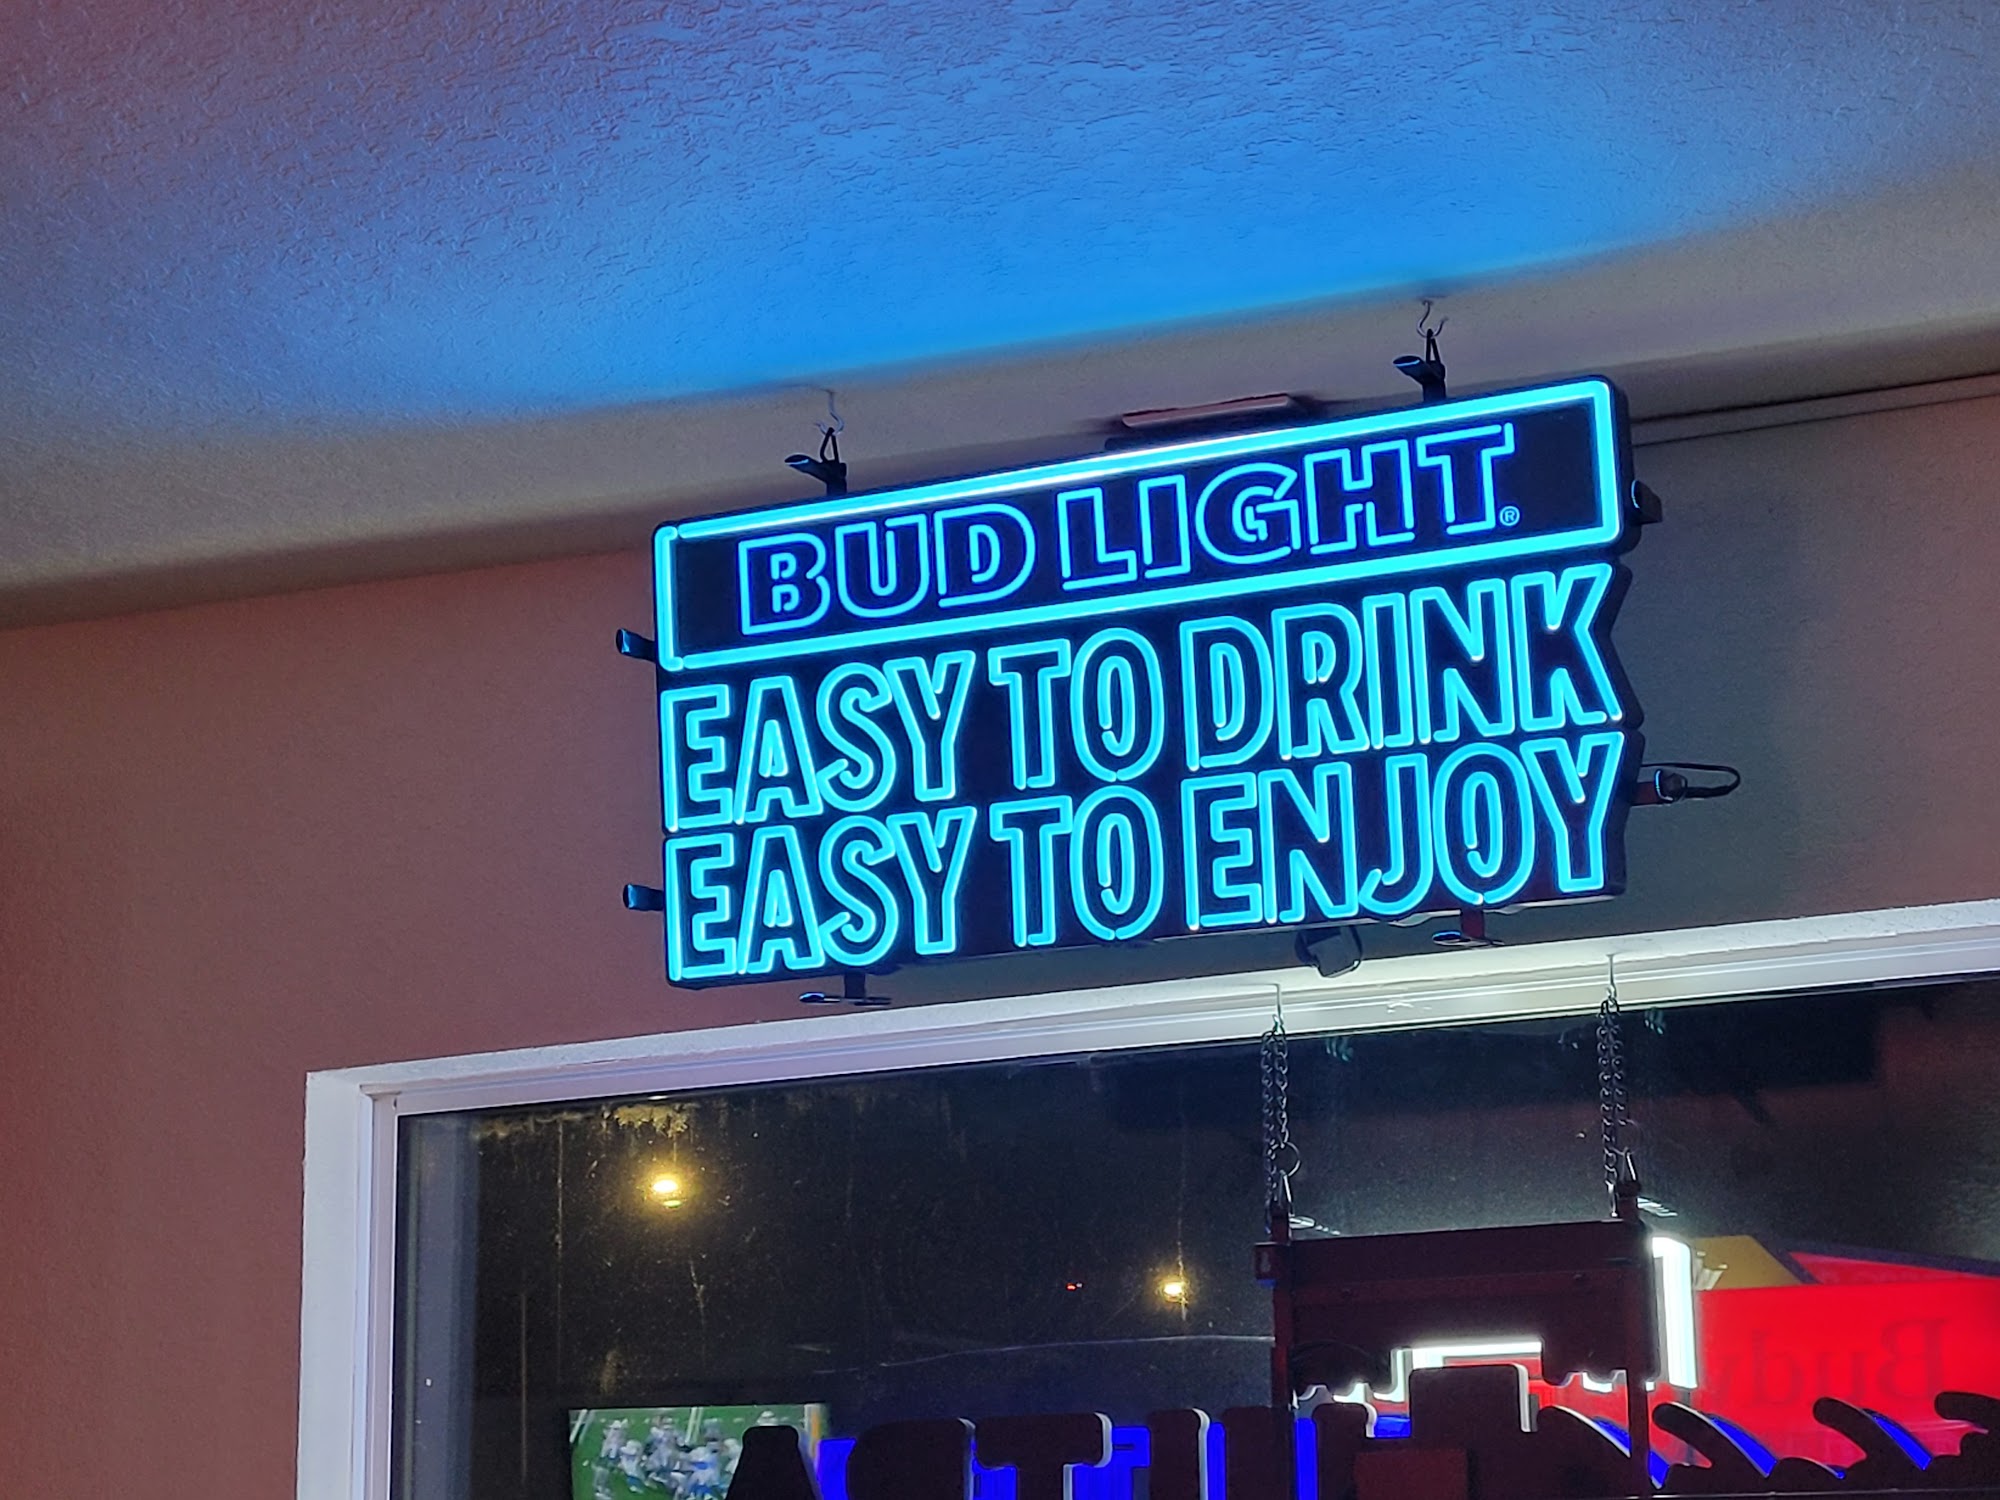 BUD LIGHT®
EASY TO DRINK
EASY TO ENJOY